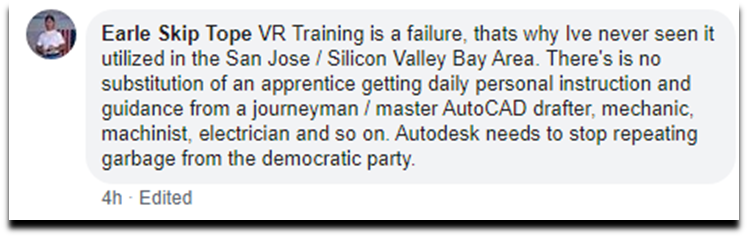 Earle Skip Tope VR Training is a failure, thats why Ive never seen it
utilized in the San Jose / Silicon Valley Bay Area. There's is no
substitution of an apprentice getting daily personal instruction and
guidance from a journeyman / master AutoCAD drafter, mechanic,
machinist, electrician and so on. Autodesk needs to stop repeating
garbage from the democratic party.
4h · Edited